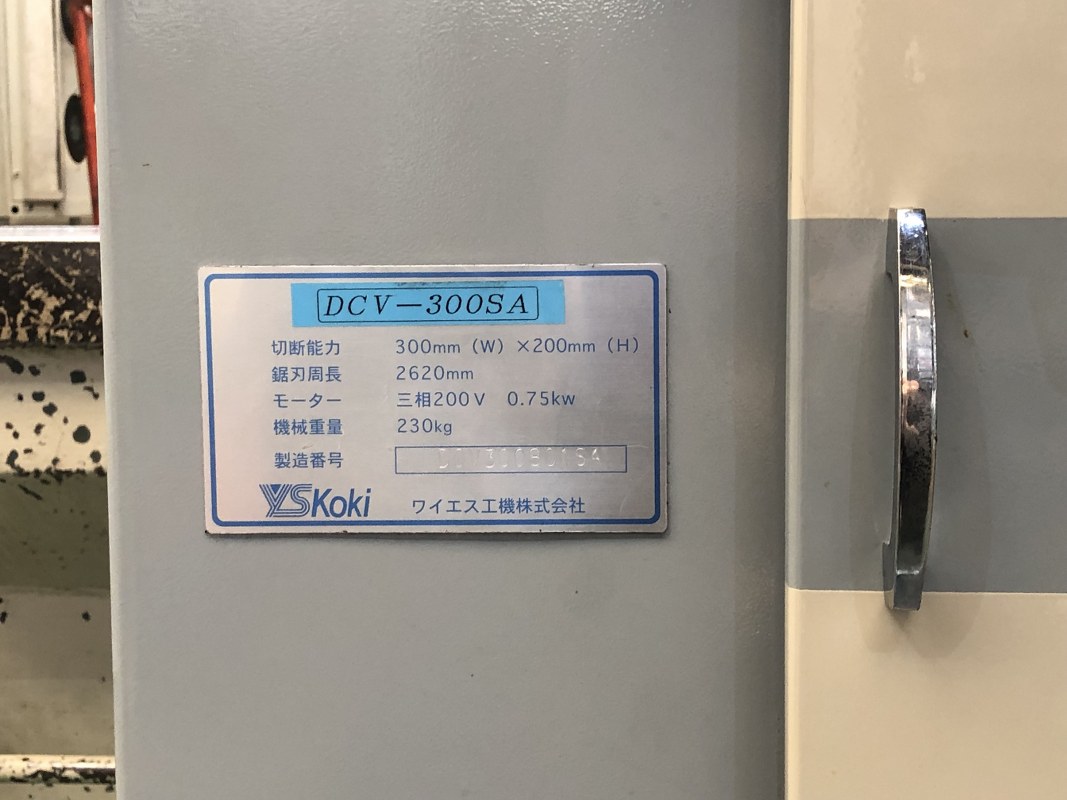 DCV－300SA
切断能力 300mm（W）×200mm（H）
鋸刃周長 2620mm
モーター 三相200V 0.75kw
機械重量 230kg
製造番号
YSKoki ワイエス工機株式会社